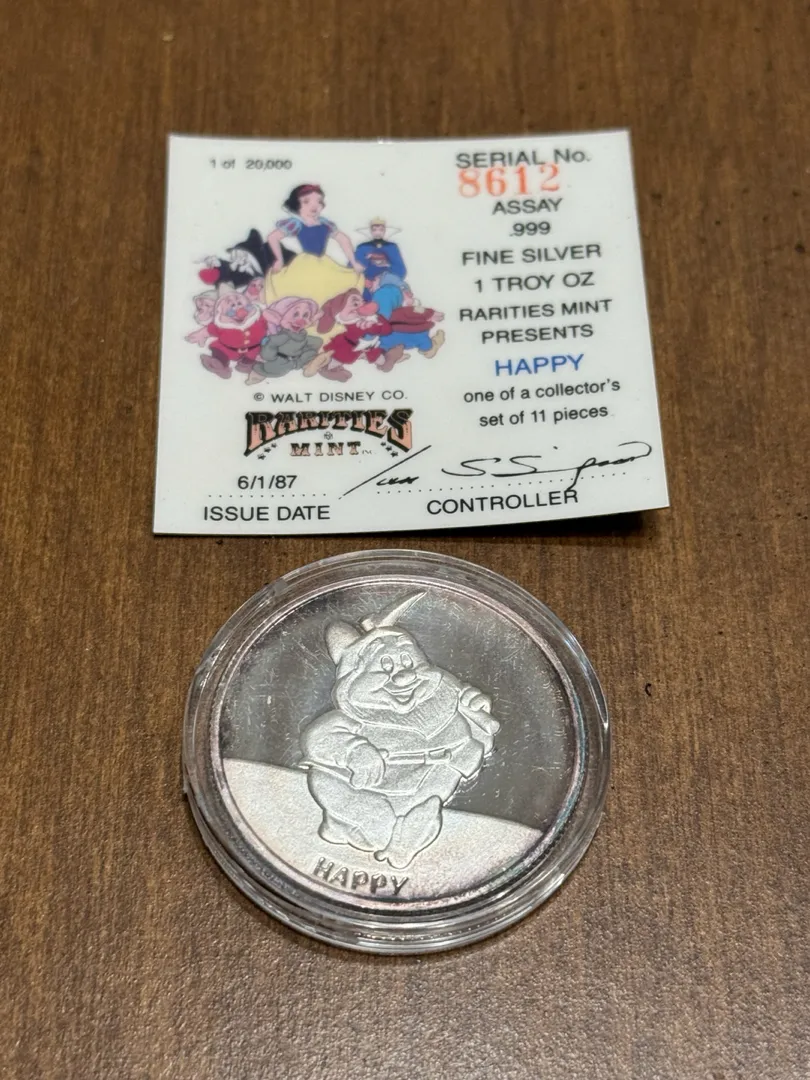 1 of 20,000
SERIAL No.
8612
ASSAY
.999
FINE SILVER
1 TROY OZ
RARITIES MINT
PRESENTS
HAPPY
one of a collector's
set of 11 pieces.
© WALT DISNEY CO.
RARITIES
MINT™
6/1/87
ISSUE DATE
CONTROLLER
HAPPY